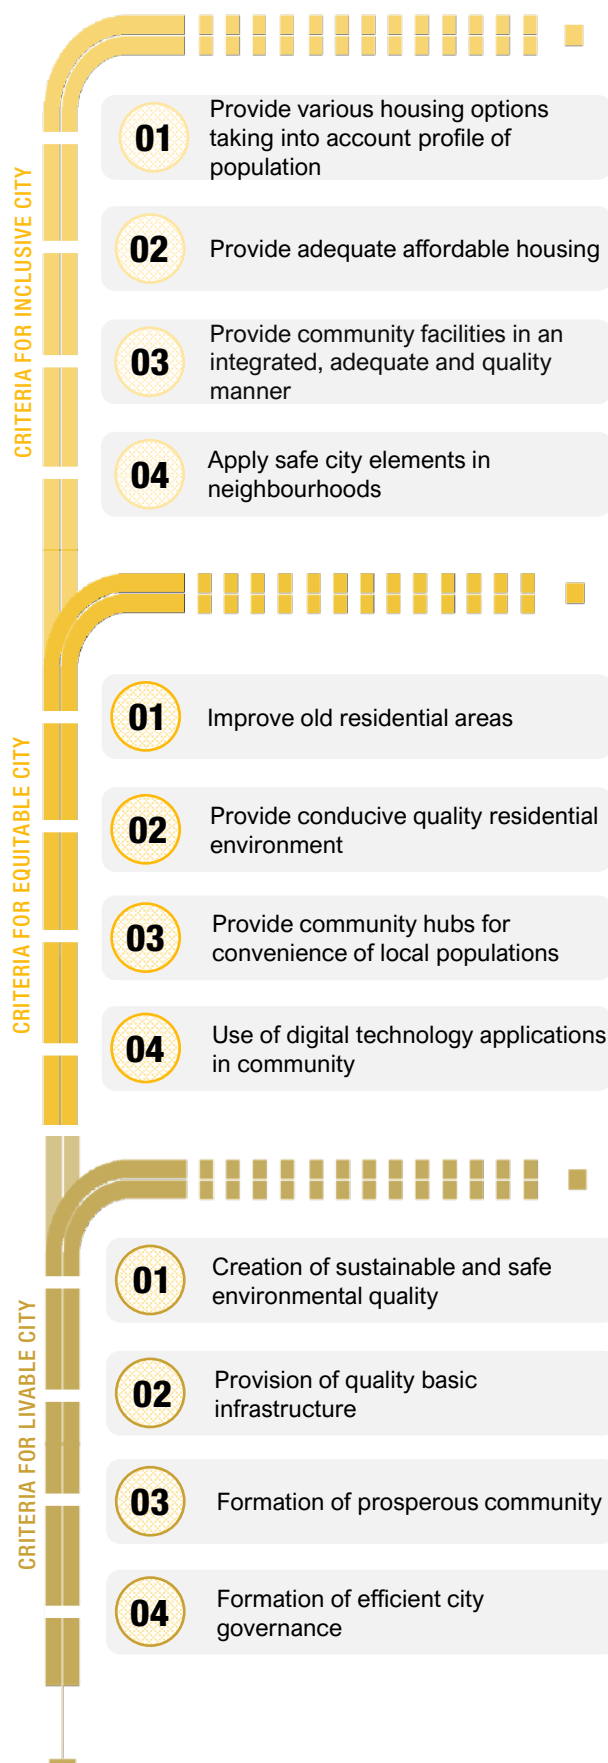 CRITERIA FOR INCLUSIVE CITY
01
Provide various housing options
taking into account profile of
population
02
Provide adequate affordable housing
03
Provide community facilities in an
integrated, adequate and quality
manner
04
Apply safe city elements in
neighbourhoods
CRITERIA FOR EQUITABLE CITY
01
Improve old residential areas
02
Provide conducive quality residential
environment
03
Provide community hubs for
convenience of local populations
04
Use of digital technology applications
in community
CRITERIA FOR LIVABLE CITY
01
Creation of sustainable and safe
environmental quality
02
Provision of quality basic
infrastructure
03
Formation of prosperous community
04
Formation of efficient city
governance